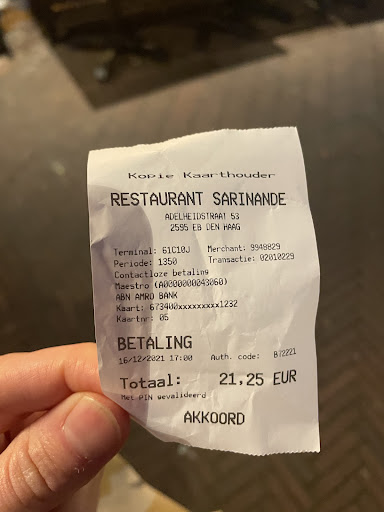 Kopie Kaarthouder
RESTAURANT SARINANDE
ADELHEIDSTRAAT 53
2595 EB DEN HAAG
Terminal: 61C10J Merchant: 9948829
Periode: 1350 Transactie: 02010229
Contactloze betaling
Maestro (A0000000043060)
ABN AMRO BANK
Kaart: 673400xxxxxxxxx1232
Kaartnr: 05
BETALING
16/12/2021 17:00 Auth. code: B72221
Totaal: 21,25 EUR
Met PIN gevalideerd
AKKOORD